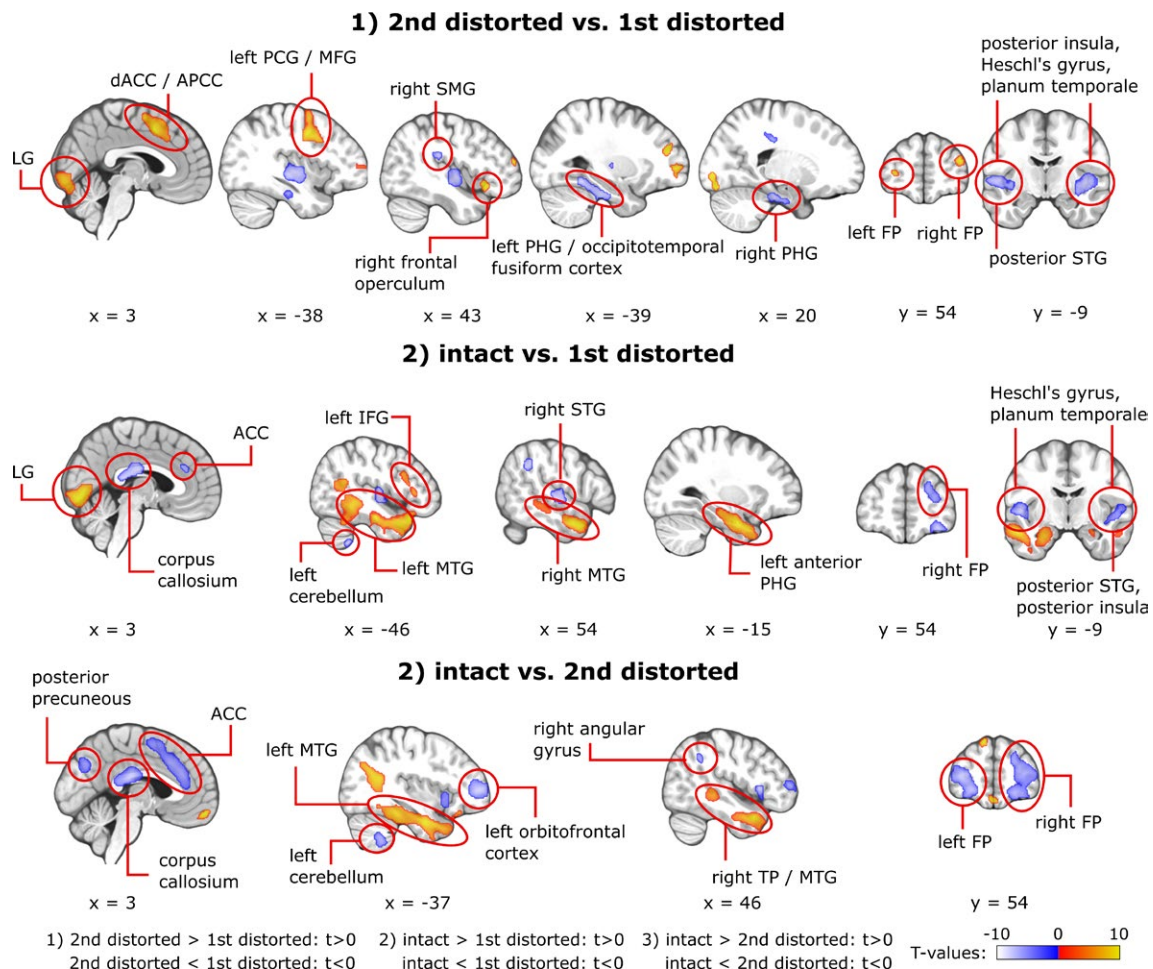 1) 2nd distorted vs. 1st distorted
left PCG / MFG
dACC / APCC
right SMG
posterior insula,
Heschl's gyrus,
planum temporale
LG
right frontal
operculum
left PHG / occipitotemporal
fusiform cortex
right PHG
left FP
right FP
posterior STG
x = 3
x = -38
x = 43
x = -39
x = 20
y = 54
y = -9
2) intact vs. 1st distorted
LG
ACC
left IFG
right STG
Heschl's gyrus,
planum temporale
corpus
callosium
left
cerebellum
left MTG
right MTG
left anterior
PHG
right FP
posterior STG,
posterior insula
x = 3
x = -46
x = 54
x = -15
y = 54
y = -9
2) intact vs. 2nd distorted
posterior
precuneous
ACC
left MTG
right angular
gyrus
corpus
callosium
left
cerebellum
left orbitofrontal
cortex
right TP / MTG
left FP
right FP
x = 3
x = -37
x = 46
y = 54
1) 2nd distorted > 1st distorted: t>0
2nd distorted < 1st distorted: t<0
2) intact > 1st distorted: t>0
intact < 1st distorted: t<0
3) intact > 2nd distorted: t>0
intact < 2nd distorted: t<0
T-values:
-10 0 10